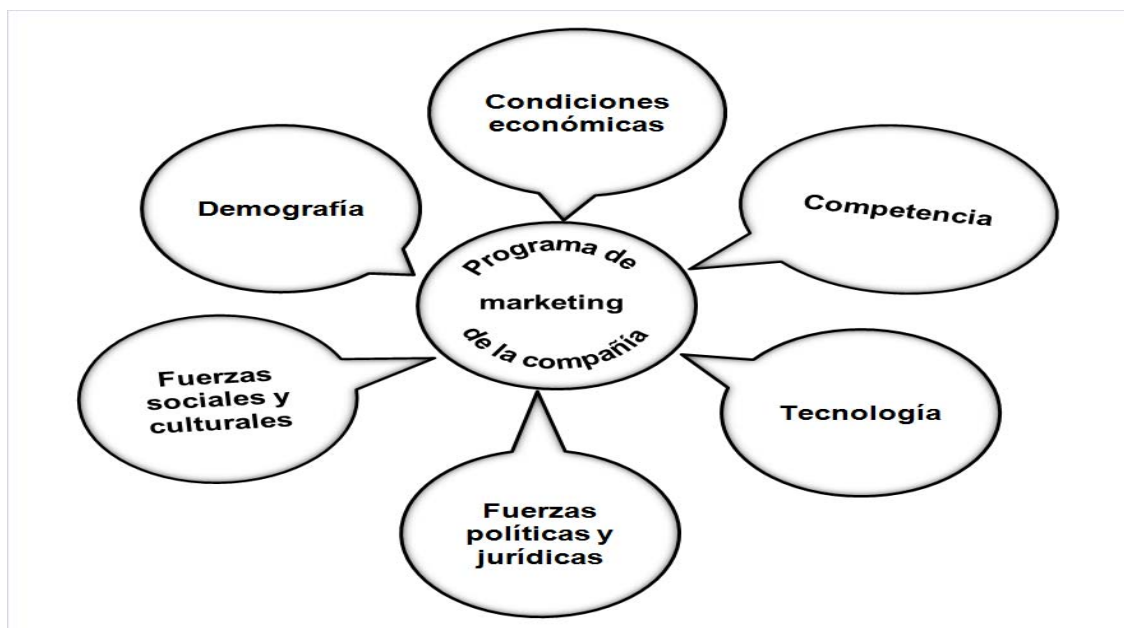 Condiciones
económicas
Demografía
Competencia
Programa de
marketing
de la compañía
Fuerzas
sociales y
culturales
Tecnología
Fuerzas
políticas y
jurídicas